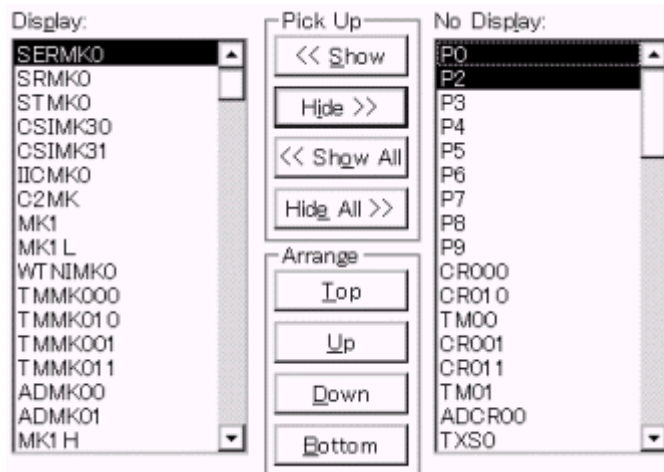 Display:
SERMK0
SRMK0
STMK0
CSIMK30
CSIMK31
IICMK0
C2MK
MK1
MK1L
WTNIMK0
TMMK000
TMMK010
TMMK001
TMMK011
ADMK00
ADMK01
MK1H
Pick Up
<< Show
Hide >>
<< Show All
Hide All >>
Arrange
Top
Up
Down
Bottom
No Display:
P0
P2
P3
P4
P5
P6
P7
P8
P9
CR000
CR010
TM00
CR001
CR011
TM01
ADCR00
TXS0